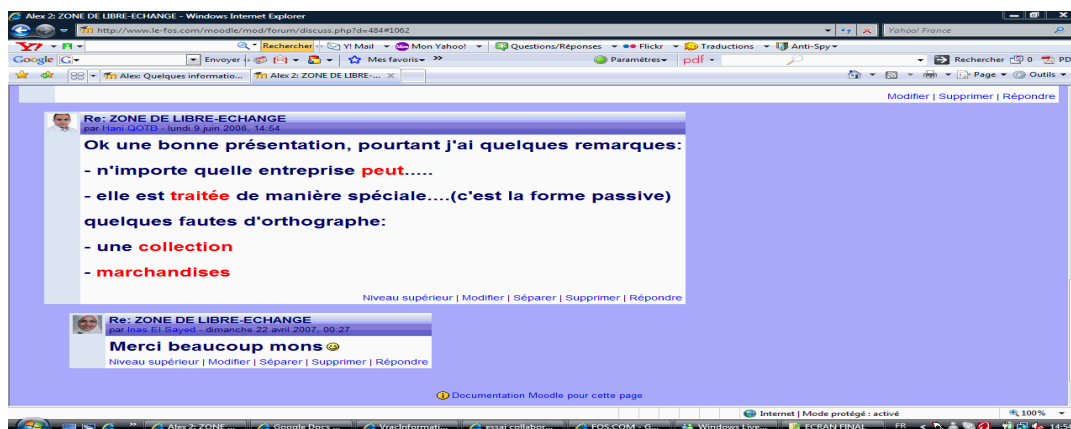 Alex 2: ZONE DE LIBRE-ECHANGE - Windows Internet Explorer
http://www.le-fos.com/moodle/mod/forum/discuss.php?d=484#1062
Yahoo! France
Rechercher Y! Mail Mon Yahoo! Questions/Réponses Flickr Traductions Anti-Spy
Google G Envoyer Mes favoris » Paramètres pdf Rechercher 0 PD
Alex: Quelques informatio... Alex 2: ZONE DE LIBRE-... Page Outils
Modifier | Supprimer | Répondre
Re: ZONE DE LIBRE-ECHANGE
par Hani QOTB - lundi 9 juin 2008, 14:54
Ok une bonne présentation, pourtant j'ai quelques remarques:
- n'importe quelle entreprise peut.....
- elle est traitée de manière spéciale....(c'est la forme passive)
quelques fautes d'orthographe:
- une collection
- marchandises
Niveau supérieur | Modifier | Séparer | Supprimer | Répondre
Re: ZONE DE LIBRE-ECHANGE
par Inas El-Sayed - dimanche 22 avril 2007, 00:27
Merci beaucoup mons
Niveau supérieur | Modifier | Séparer | Supprimer | Répondre
Documentation Moodle pour cette page
Internet | Mode protégé : activé 100%
Alex 2: ZONE ... Google Docs ... VracInformati... essai collabor... FOS.COM - G... Windows Live... ECRAN FINAL FR 14:54